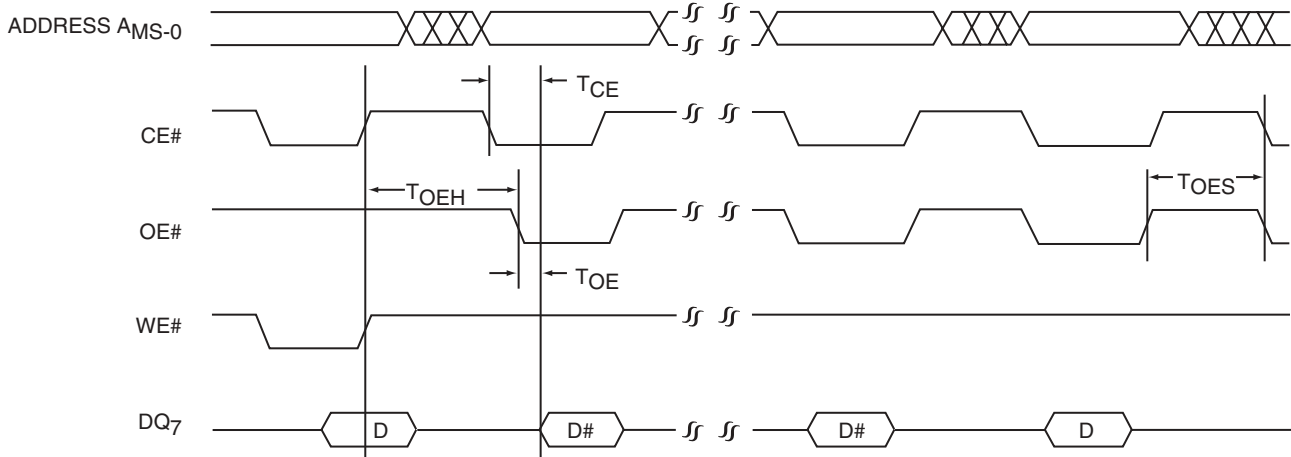 ADDRESS AMS-0
TCE
CE#
TOEH
TOES
OE#
TOE
WE#
DQ7
D
D#
D#
D